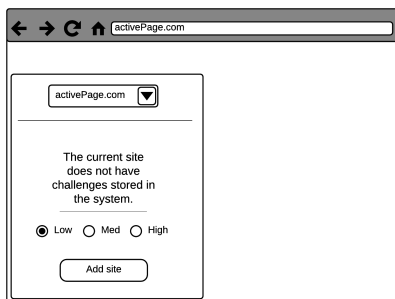 activePage.com
activePage.com
The current site
does not have
challenges stored in
the system.
Low Med High
Add site